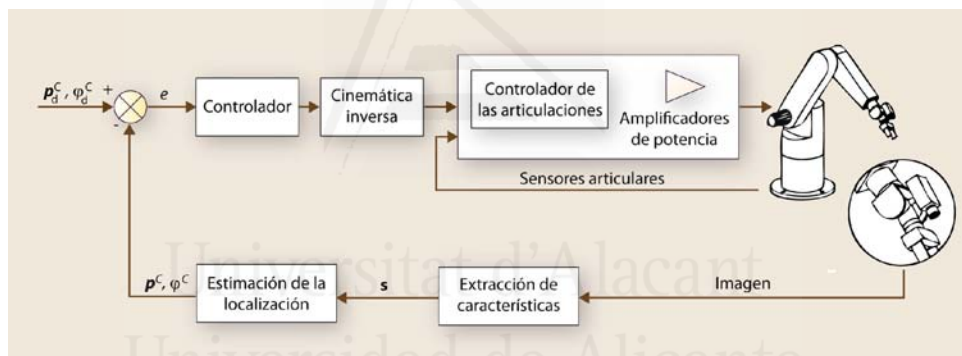 p_d^C, φ_d^C
+
-
e
Controlador
Cinemática
inversa
Controlador de
las articulaciones
Amplificadores
de potencia
Sensores articulares
Imagen
Extracción de
características
s
Estimación de la
localización
p^C, φ^C
Universitat d'Alacant
Universidad de Alicante